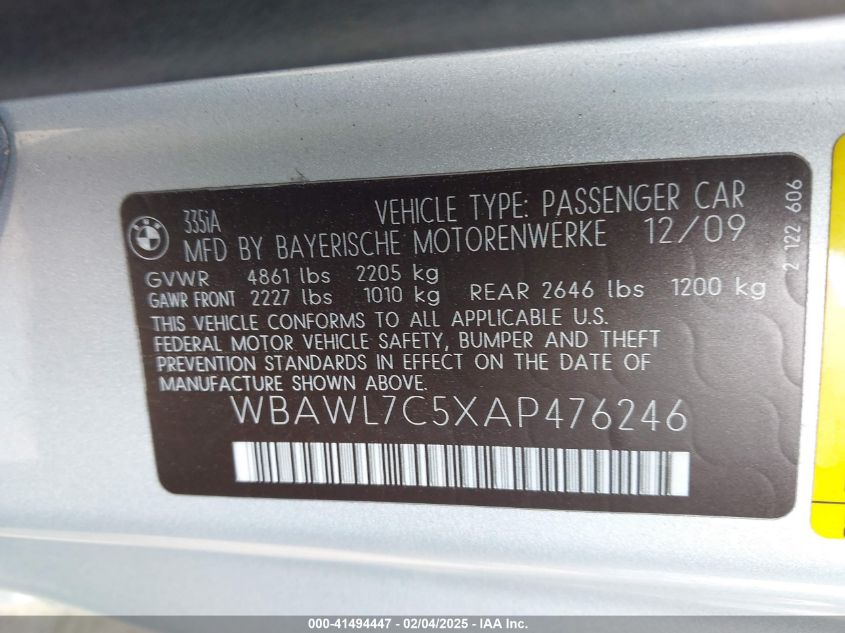 BMW
335iA VEHICLE TYPE: PASSENGER CAR
MFD BY BAYERISCHE MOTORENWERKE 12/09
GVWR 4861 lbs 2205 kg
GAWR FRONT 2227 lbs 1010 kg REAR 2646 lbs 1200 kg
THIS VEHICLE CONFORMS TO ALL APPLICABLE U.S.
FEDERAL MOTOR VEHICLE SAFETY, BUMPER AND THEFT
PREVENTION STANDARDS IN EFFECT ON THE DATE OF
MANUFACTURE SHOWN ABOVE.
WBAWL7C5XAP476246
2 122 606
000-41494447 - 02/04/2025 - IAA Inc.